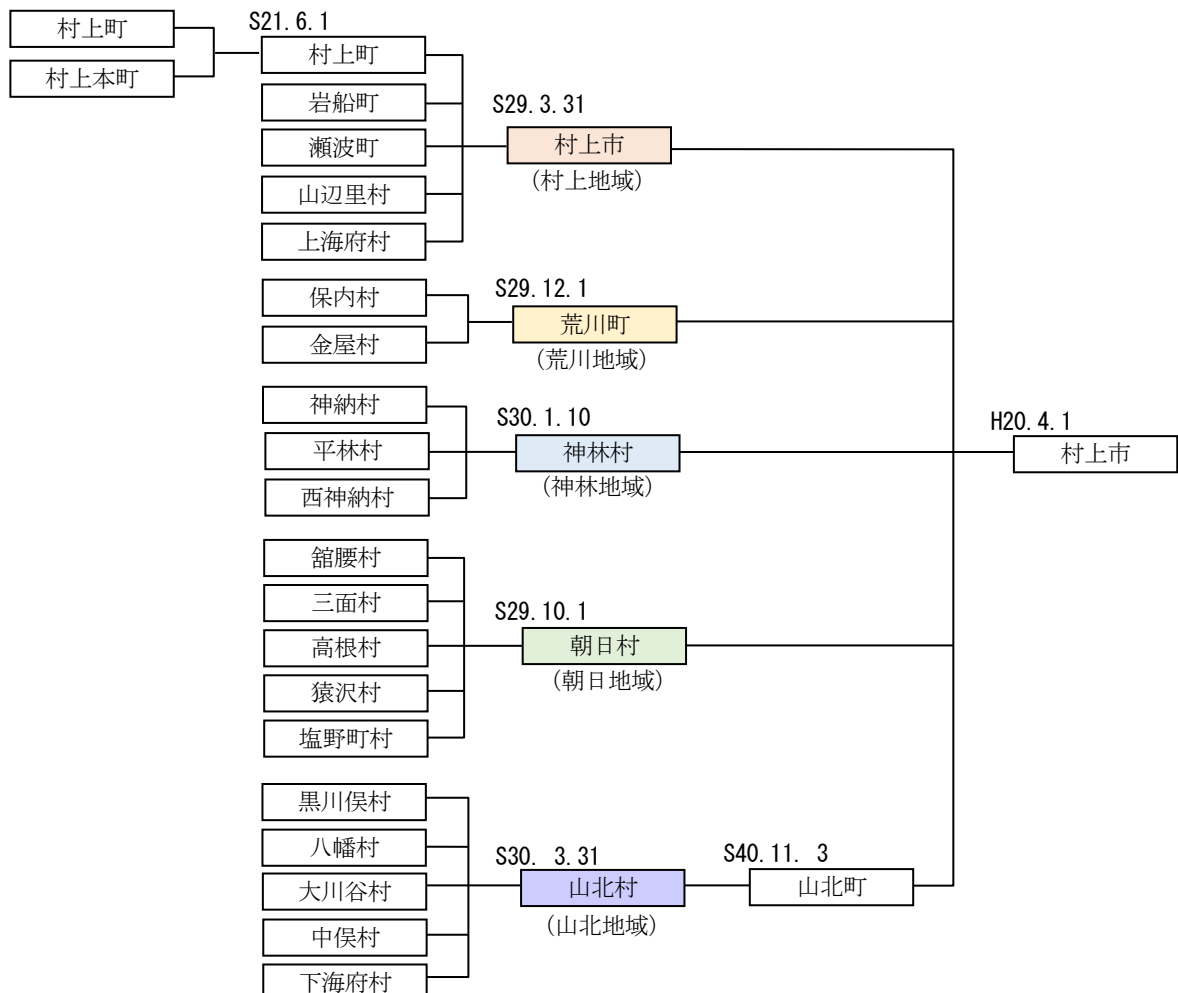 村上町
村上本町
S21.6.1
村上町
岩船町
瀬波町
山辺里村
上海府村
S29.3.31
村上市
(村上地域)
保内村
金屋村
S29.12.1
荒川町
(荒川地域)
神納村
平林村
西神納村
S30.1.10
神林村
(神林地域)
舘腰村
三面村
高根村
猿沢村
塩野町村
S29.10.1
朝日村
(朝日地域)
黒川俣村
八幡村
大川谷村
中俣村
下海府村
S30. 3.31
山北村
(山北地域)
S40.11. 3
山北町
H20.4.1
村上市